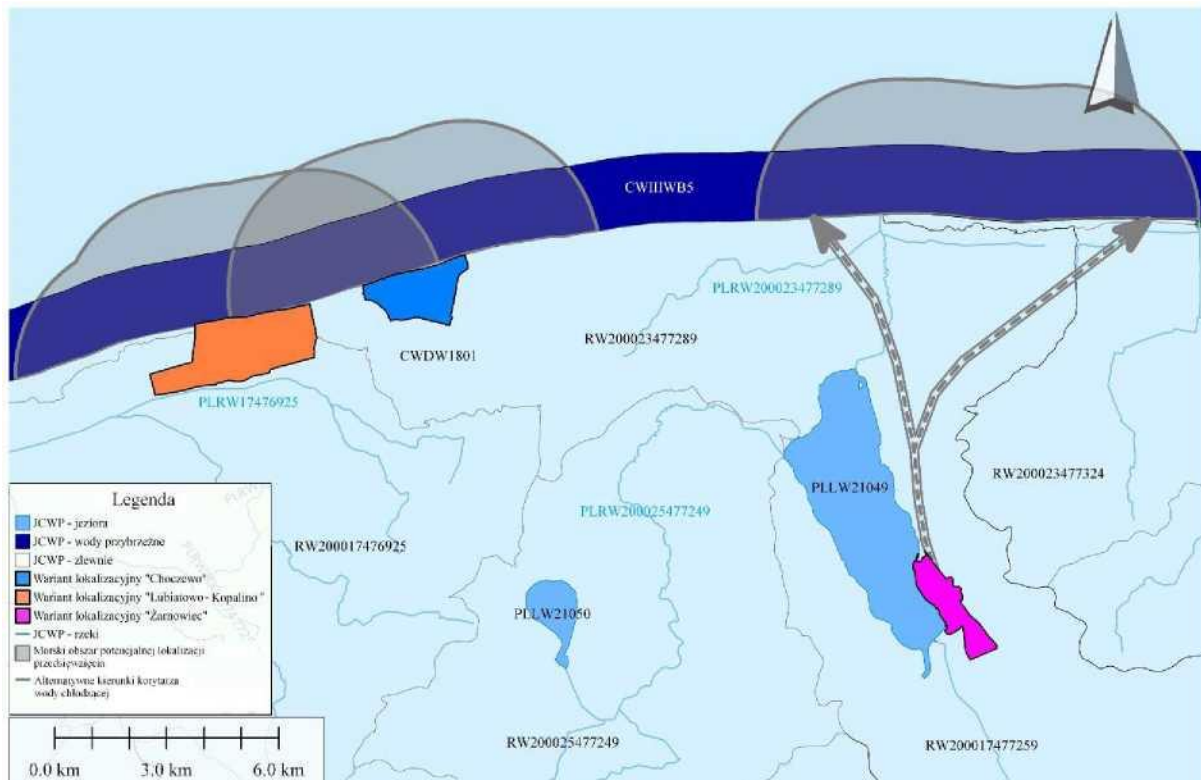 CWIIIWB5
PLRW200023477289
RW200023477289
CWDW1801
PLRW17476925
PLLW21049
RW200023477324
PLRW200025477249
RW200017476925
PLLW21050
RW200025477249
RW200017477259
Legenda
JCWP - jeziora
JCWP - wody przybrzeżne
JCWP - zlewnie
Wariant lokalizacyjny "Choczewo"
Wariant lokalizacyjny "Lubiatowo - Kopalino"
Wariant lokalizacyjny "Żarnowiec"
JCWP - rzeki
Morski obszar potencjalnej lokalizacji
przedsięwzięcia
Alternatywne kierunki korytarza
wody chłodzącej
0.0 km 3.0 km 6.0 km